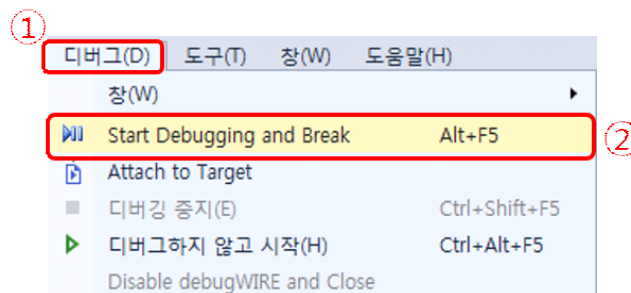 ①
디버그(D) 도구(T) 창(W) 도움말(H)
창(W)
Start Debugging and Break Alt+F5
②
Attach to Target
디버깅 중지(E) Ctrl+Shift+F5
디버그하지 않고 시작(H) Ctrl+Alt+F5
Disable debugWIRE and Close